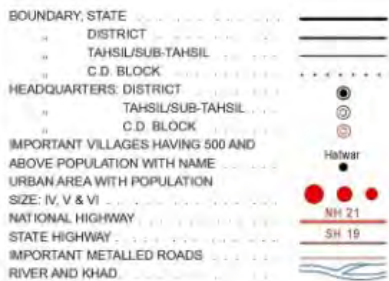 BOUNDARY, STATE
" DISTRICT
" TAHSIL/SUB-TAHSIL
" C.D. BLOCK
HEADQUARTERS: DISTRICT
" TAHSIL/SUB-TAHSIL
" C.D. BLOCK
IMPORTANT VILLAGES HAVING 500 AND
ABOVE POPULATION WITH NAME Hatwar
URBAN AREA WITH POPULATION
SIZE: IV, V & VI
NATIONAL HIGHWAY NH 21
STATE HIGHWAY SH 19
IMPORTANT METALLED ROADS
RIVER AND KHAD